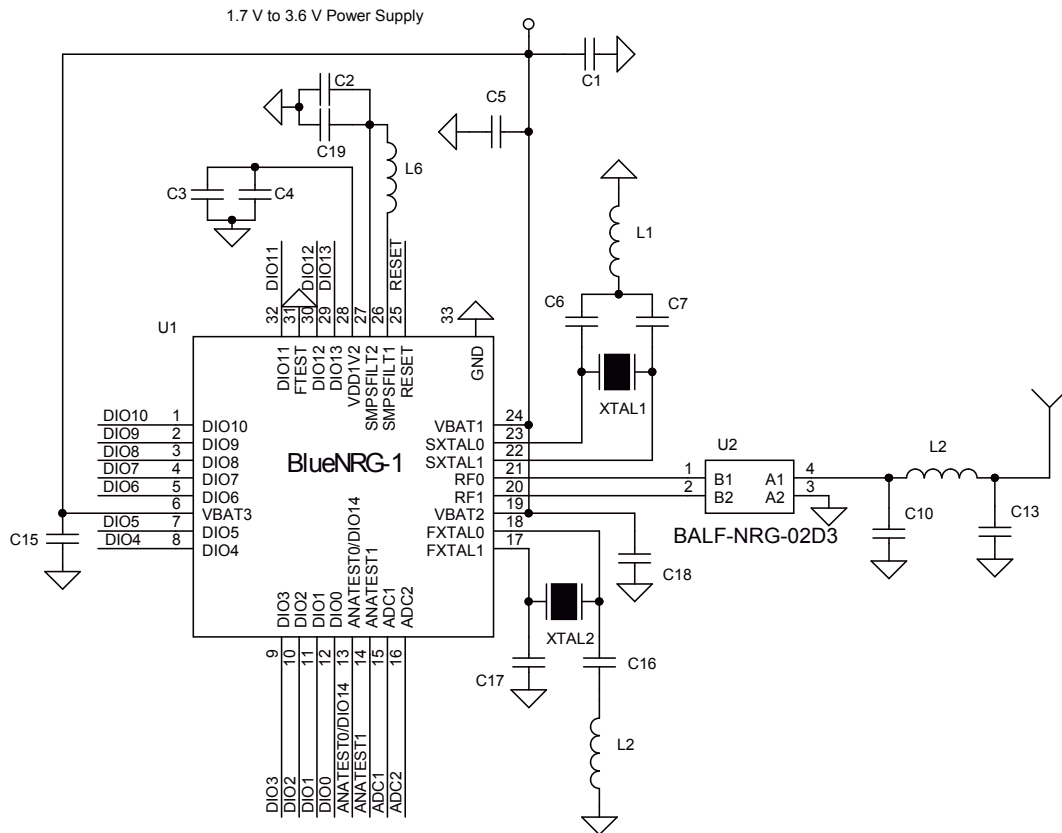 1.7 V to 3.6 V Power Supply
C1
C2
C5
C19
L6
C3
C4
L1
DIO11
DIO12
DIO13
RESET
C6
C7
U1
32
31
30
29
28
27
26
25
33
DIO11
FTEST
DIO12
DIO13
VDD1V2
SMPSFILT2
SMPSFILT1
RESET
GND
XTAL1
DIO10 1 DIO10
DIO9 2 DIO9
DIO8 3 DIO8
DIO7 4 DIO7
DIO6 5 DIO6
6 VBAT3
DIO5 7 DIO5
DIO4 8 DIO4
C15
BlueNRG-1
VBAT1 24
SXTAL0 23
SXTAL1 22
RF0 21
RF1 20
VBAT2 19
FXTAL0 18
FXTAL1 17
U2
1 B1 A1 4
2 B2 A2 3
BALF-NRG-02D3
L2
C10
C13
C18
XTAL2
C17
C16
L2
DIO3
DIO2
DIO1
DIO0
ANATEST0/DIO14
ANATEST1
ADC1
ADC2
9
10
11
12
13
14
15
16
DIO3
DIO2
DIO1
DIO0
ANATEST0/DIO14
ANATEST1
ADC1
ADC2